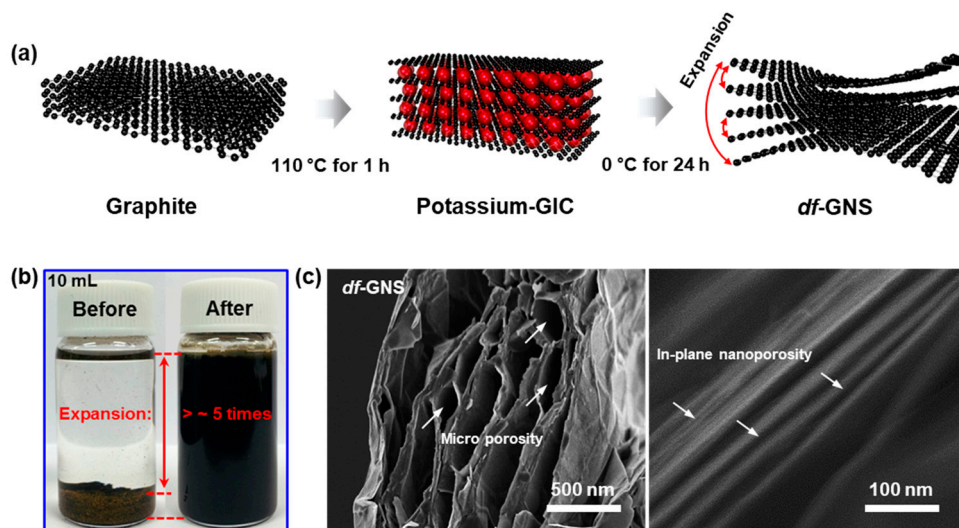 (a)
Expansion
110 °C for 1 h
0 °C for 24 h
Graphite
Potassium-GIC
df-GNS
(b)
10 mL
Before
After
Expansion:
> ~ 5 times
(c)
df-GNS
Micro porosity
500 nm
In-plane nanoporosity
100 nm